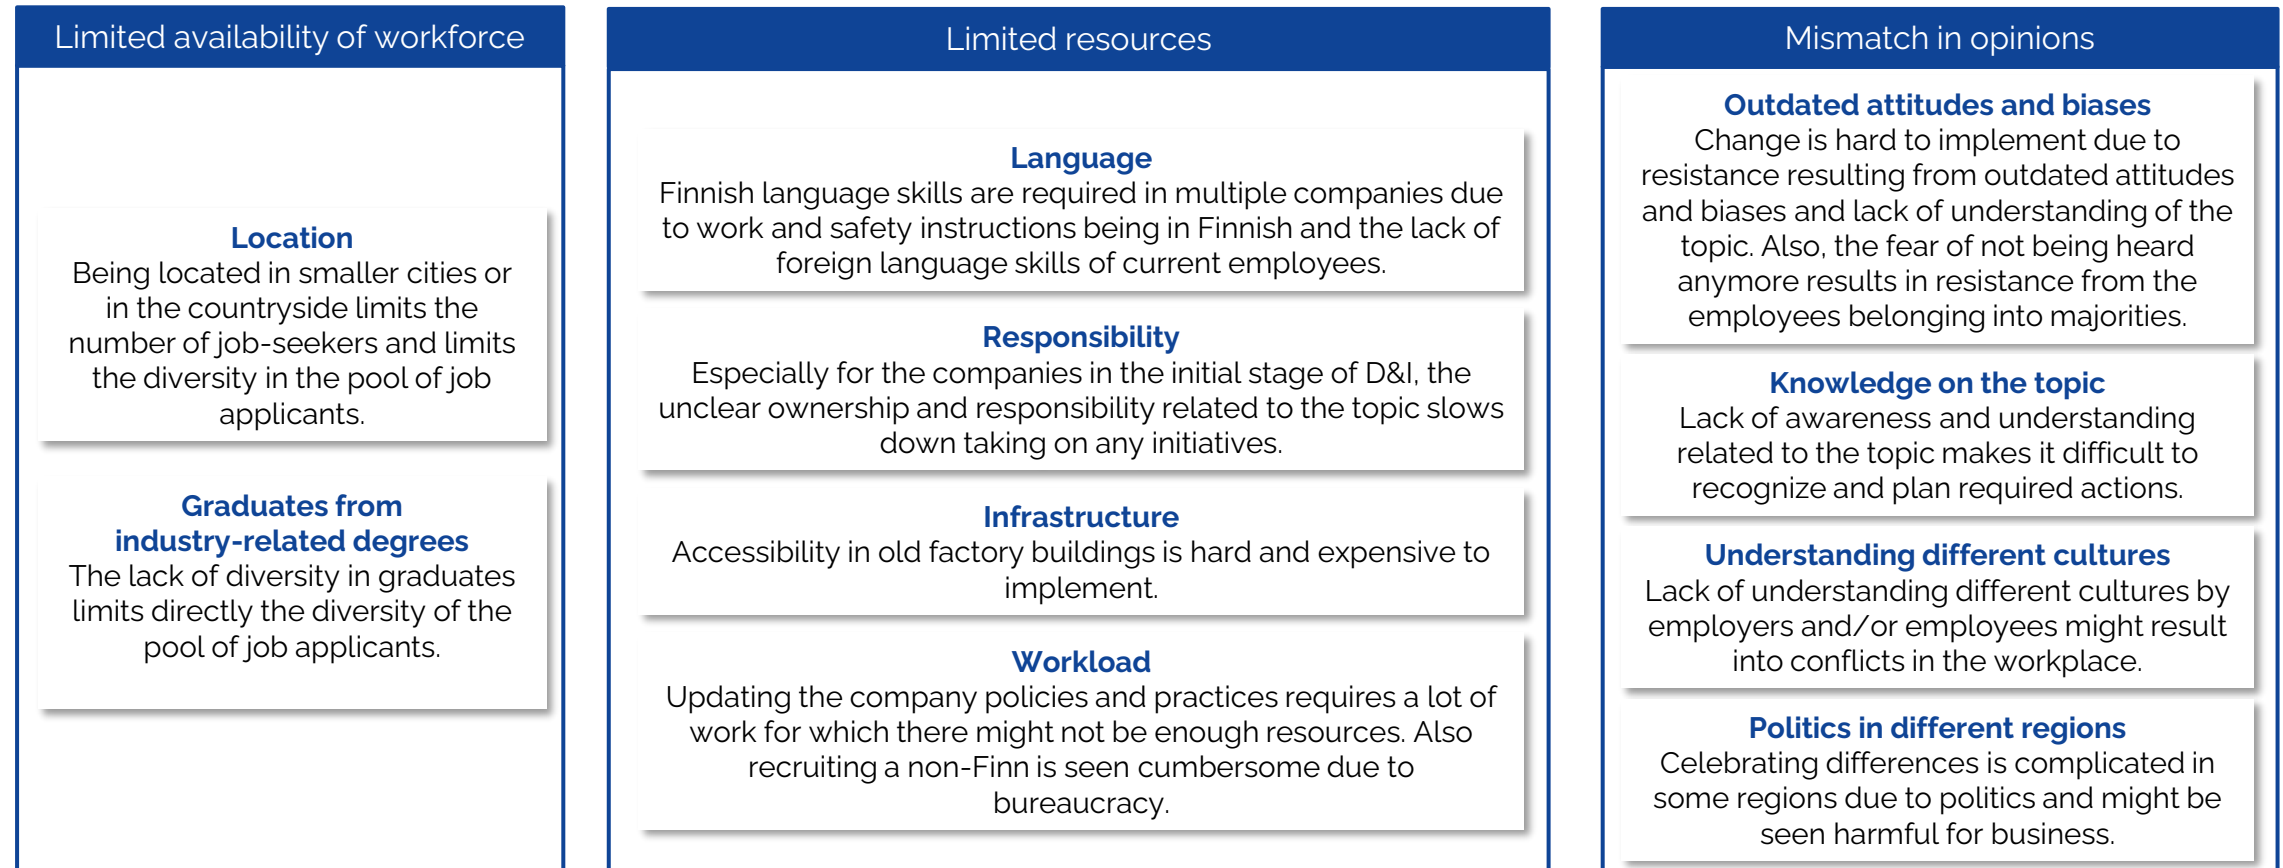 Limited availability of workforce
Location
Being located in smaller cities or
in the countryside limits the
number of job-seekers and limits
the diversity in the pool of job
applicants.
Graduates from
industry-related degrees
The lack of diversity in graduates
limits directly the diversity of the
pool of job applicants.
Limited resources
Language
Finnish language skills are required in multiple companies due
to work and safety instructions being in Finnish and the lack of
foreign language skills of current employees.
Responsibility
Especially for the companies in the initial stage of D&I, the
unclear ownership and responsibility related to the topic slows
down taking on any initiatives.
Infrastructure
Accessibility in old factory buildings is hard and expensive to
implement.
Workload
Updating the company policies and practices requires a lot of
work for which there might not be enough resources. Also
recruiting a non-Finn is seen cumbersome due to
bureaucracy.
Mismatch in opinions
Outdated attitudes and biases
Change is hard to implement due to
resistance resulting from outdated attitudes
and biases and lack of understanding of the
topic. Also, the fear of not being heard
anymore results in resistance from the
employees belonging into majorities.
Knowledge on the topic
Lack of awareness and understanding
related to the topic makes it difficult to
recognize and plan required actions.
Understanding different cultures
Lack of understanding different cultures by
employers and/or employees might result
into conflicts in the workplace.
Politics in different regions
Celebrating differences is complicated in
some regions due to politics and might be
seen harmful for business.